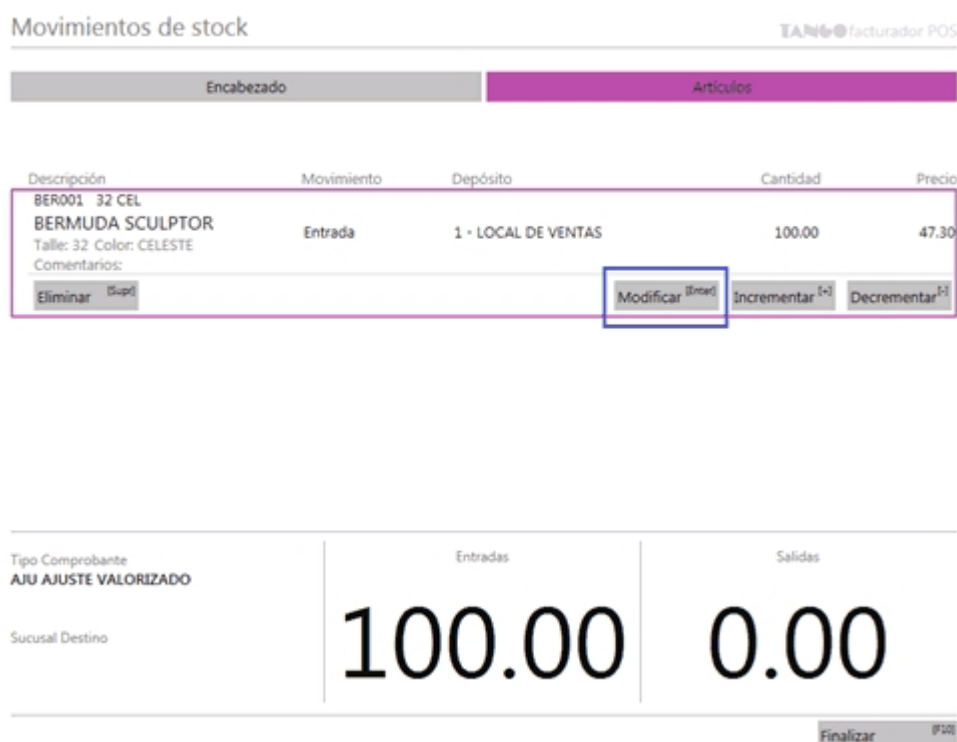 Movimientos de stock
TANGO facturador POS
Encabezado
Artículos
Descripción Movimiento Depósito Cantidad Precio
BER001 32 CEL
BERMUDA SCULPTOR Entrada 1 - LOCAL DE VENTAS 100.00 47.30
Talle: 32 Color: CELESTE
Comentarios:
Eliminar [Supr] Modificar [Enter] Incrementar [+] Decrementar [-]
Tipo Comprobante Entradas Salidas
AJU AJUSTE VALORIZADO
100.00 0.00
Sucusal Destino
Finalizar [F10]